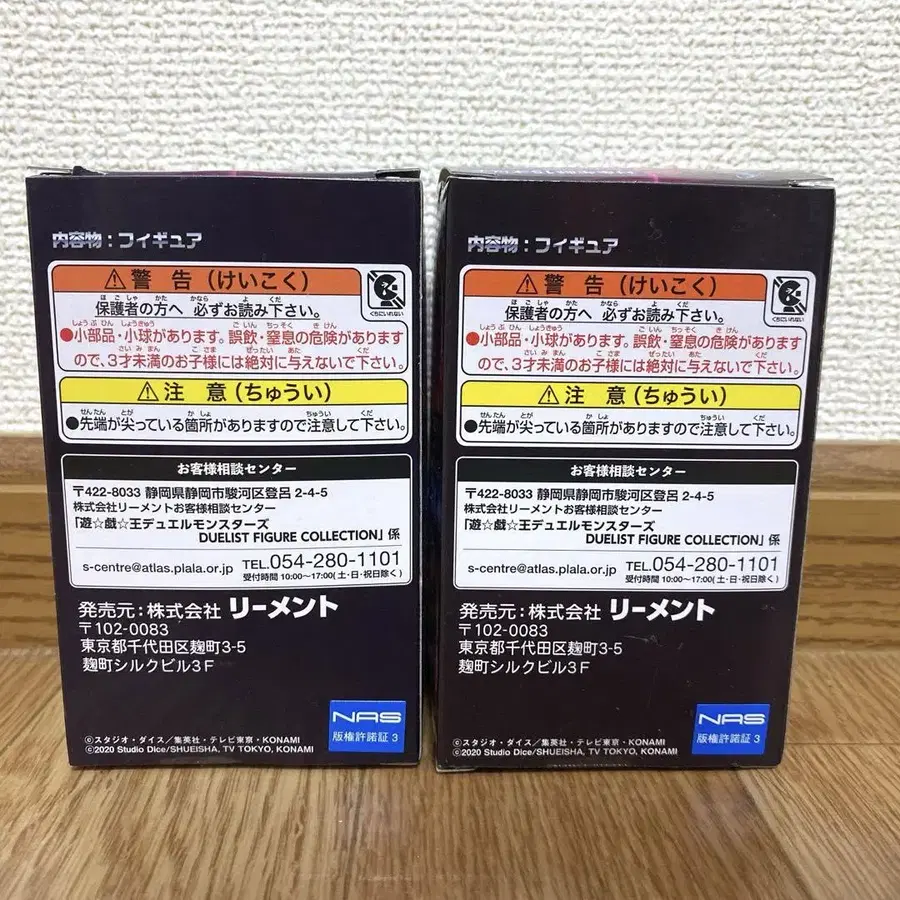 内容物：フィギュア
⚠警 告（けいこく）
保護者の方へ 必ずお読み下さい。
●小部品・小球があります。誤飲・窒息の危険があります
ので、3才未満のお子様には絶対に与えないで下さい。
くちにいれない
⚠注 意（ちゅうい）
●先端が尖っている箇所がありますので注意して下さい。
お客様相談センター
〒422-8033 静岡県静岡市駿河区登呂 2-4-5
株式会社リーメントお客様相談センター
「遊☆戯☆王デュエルモンスターズ
DUELIST FIGURE COLLECTION」係
s-centre@atlas.plala.or.jp
TEL.054-280-1101
受付時間 10:00～17:00(土・日・祝日除く)
発売元：株式会社 リーメント
〒102-0083
東京都千代田区麹町3-5
麹町シルクビル3F
©スタジオ・ダイス／集英社・テレビ東京・KONAMI
©2020 Studio Dice/SHUEISHA, TV TOKYO, KONAMI
NAS
版権許諾証 3
内容物：フィギュア
⚠警 告（けいこく）
保護者の方へ 必ずお読み下さい。
●小部品・小球があります。誤飲・窒息の危険があります
ので、3才未満のお子様には絶対に与えないで下さい。
くちにいれない
⚠注 意（ちゅうい）
●先端が尖っている箇所がありますので注意して下さい。
お客様相談センター
〒422-8033 静岡県静岡市駿河区登呂 2-4-5
株式会社リーメントお客様相談センター
「遊☆戯☆王デュエルモンスターズ
DUELIST FIGURE COLLECTION」係
s-centre@atlas.plala.or.jp
TEL.054-280-1101
受付時間 10:00～17:00(土・日・祝日除く)
発売元：株式会社 リーメント
〒102-0083
東京都千代田区麹町3-5
麹町シルクビル3F
©スタジオ・ダイス／集英社・テレビ東京・KONAMI
©2020 Studio Dice/SHUEISHA, TV TOKYO, KONAMI
NAS
版権許諾証 3